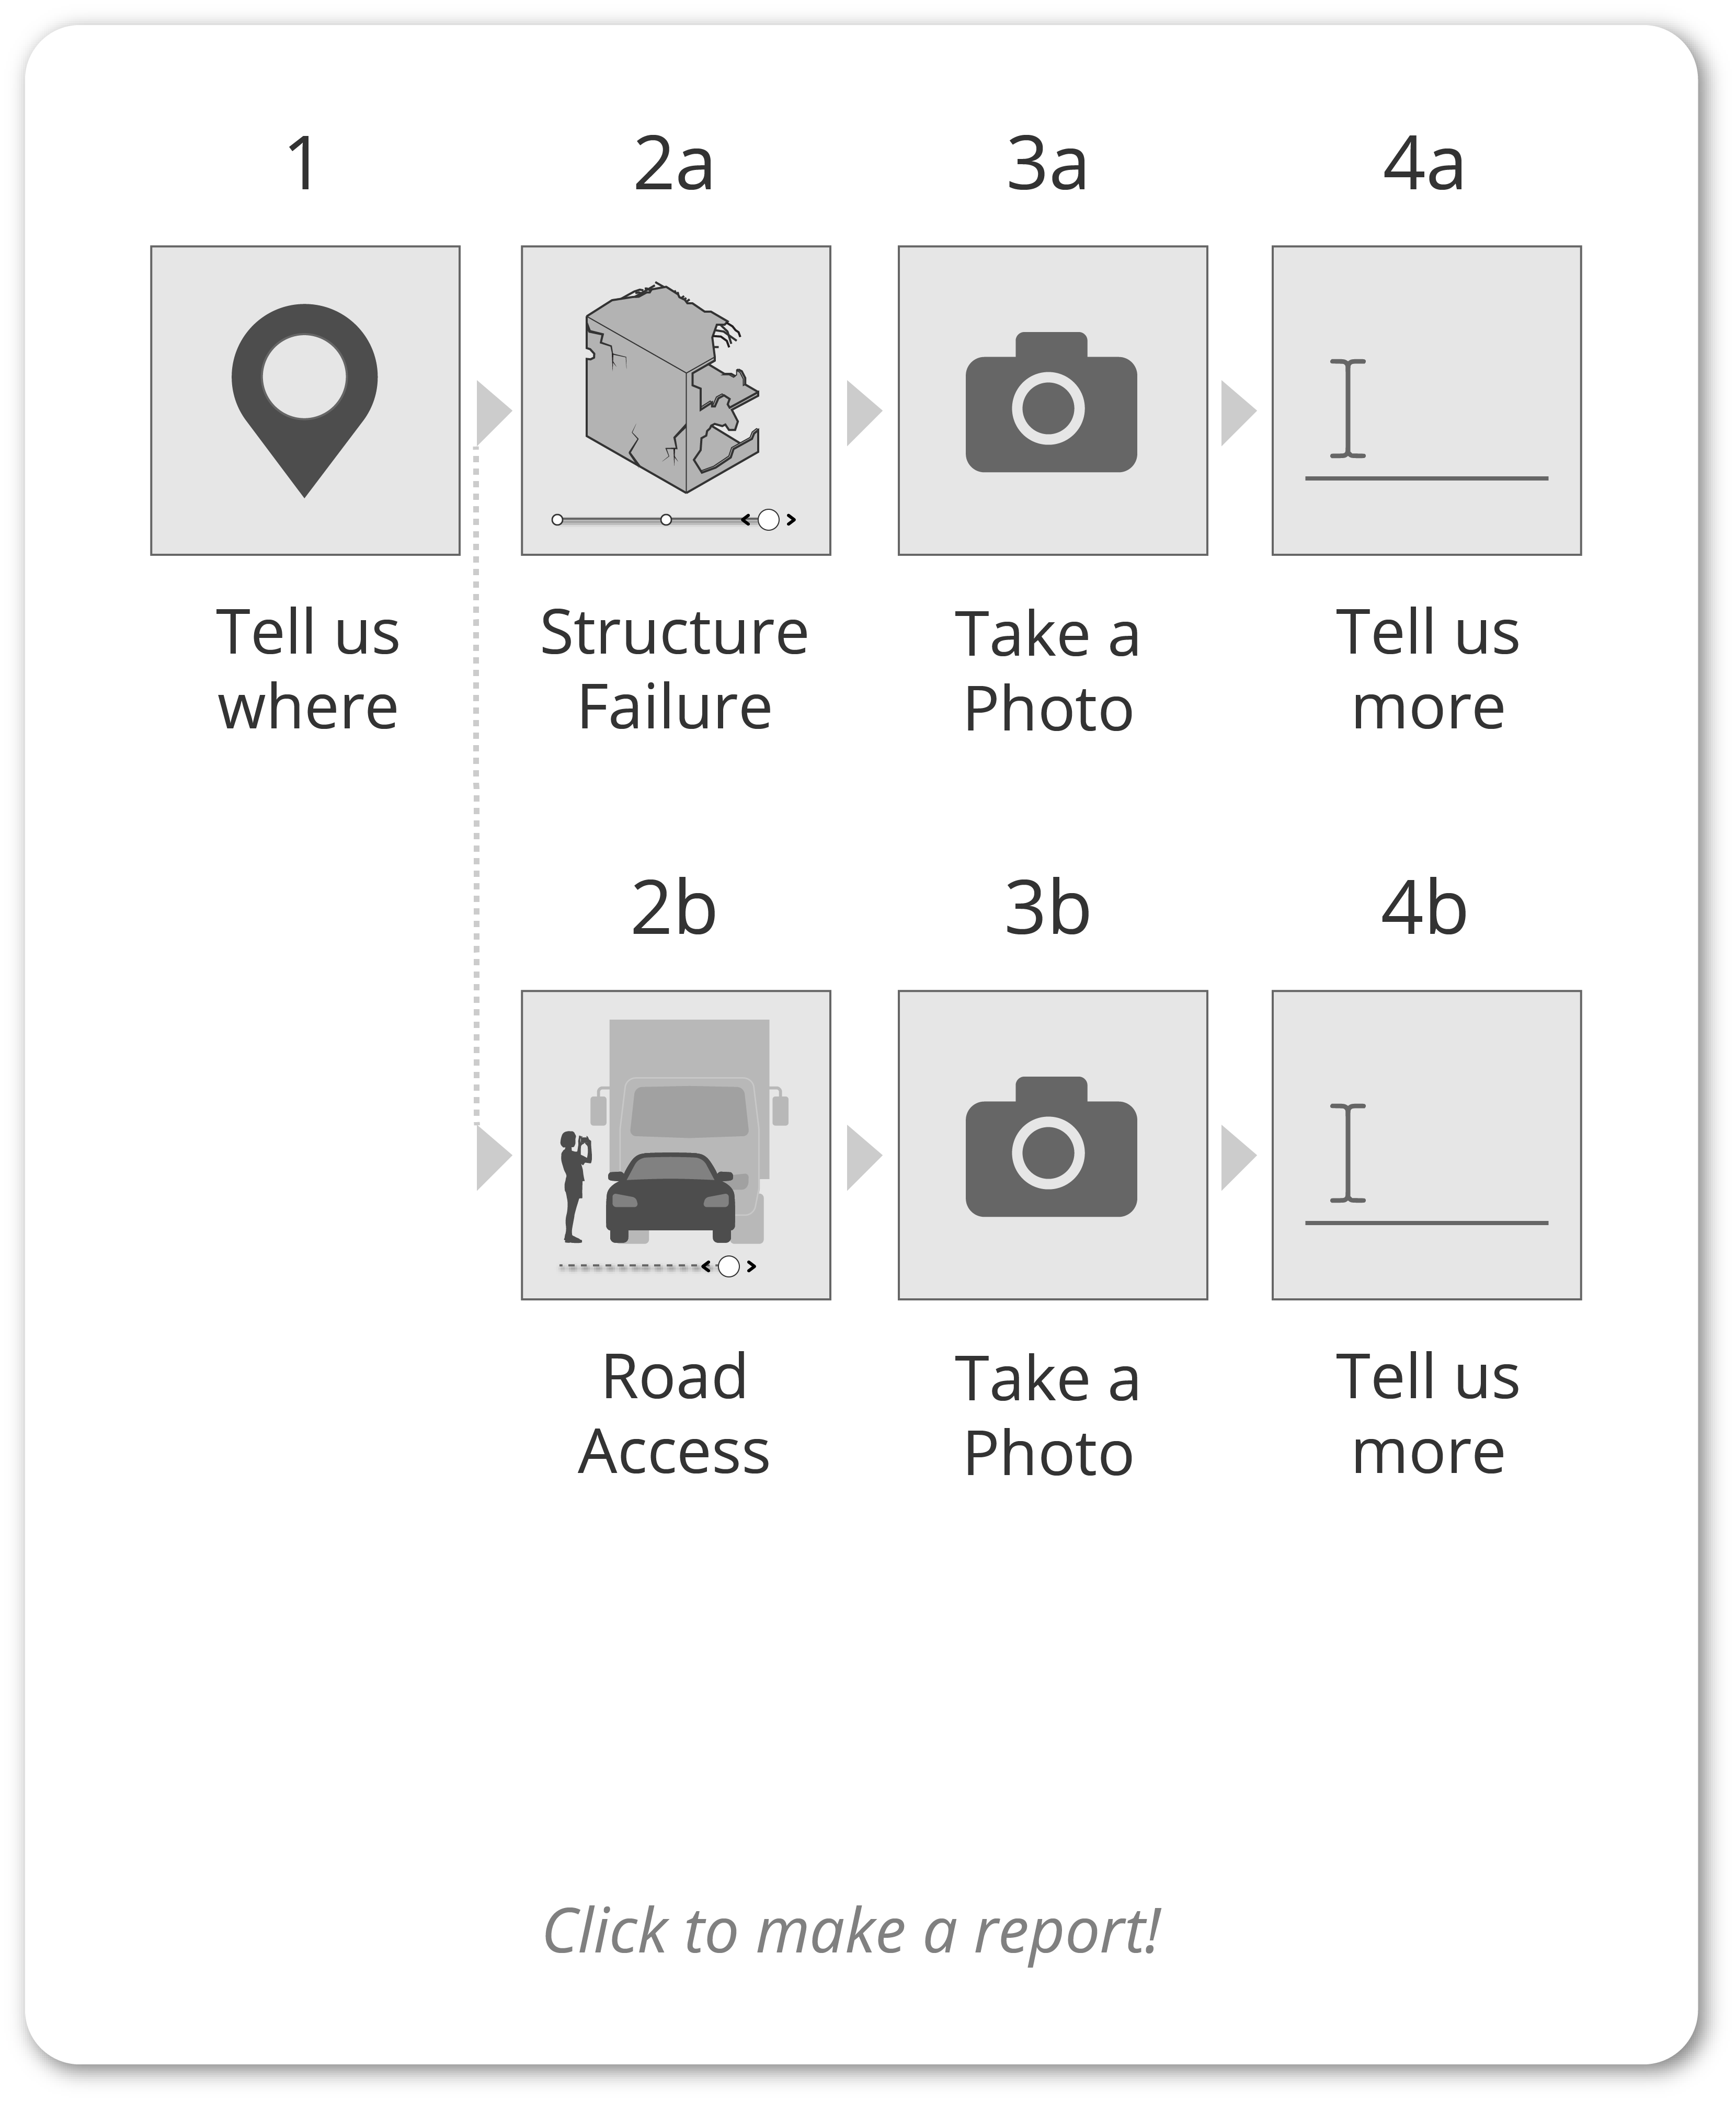 1
2a
3a
4a
Tell us
where
Structure
Failure
Take a
Photo
Tell us
more
2b
3b
4b
Road
Access
Take a
Photo
Tell us
more
Click to make a report!